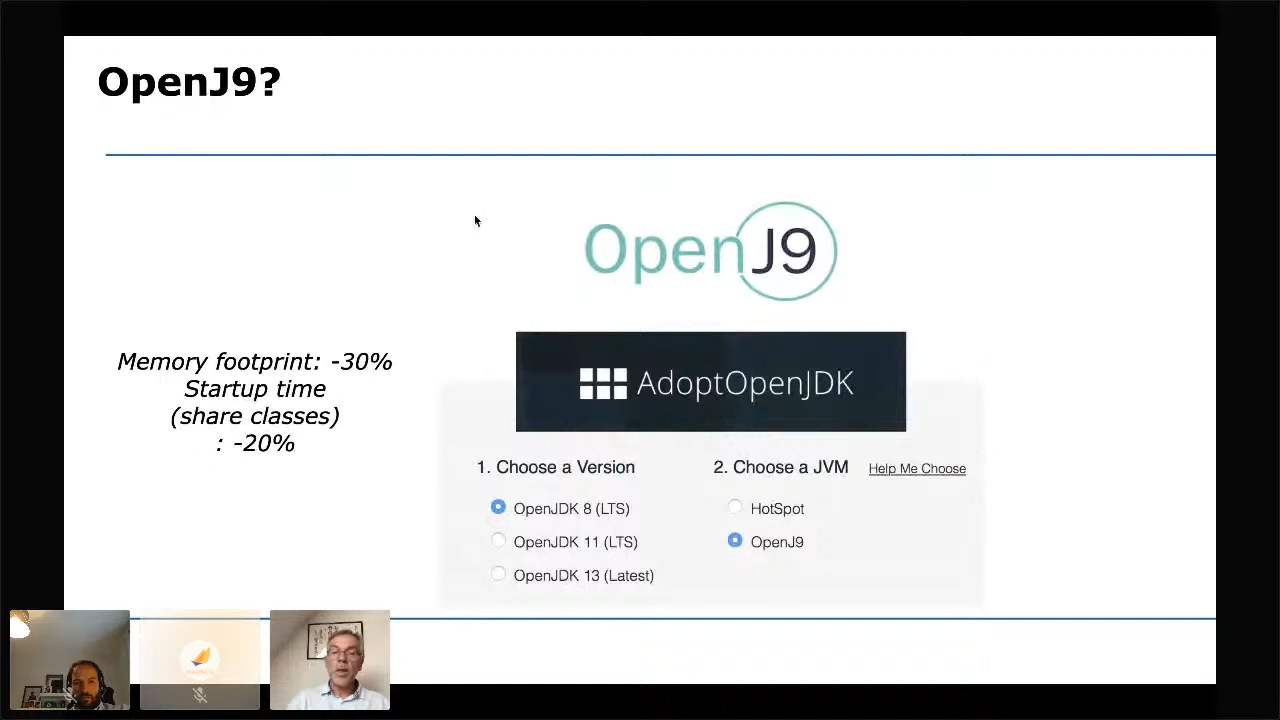 OpenJ9?
OpenJ9
Memory footprint: -30%
Startup time
(share classes)
: -20%
AdoptOpenJDK
1. Choose a Version
OpenJDK 8 (LTS)
OpenJDK 11 (LTS)
OpenJDK 13 (Latest)
2. Choose a JVM
Help Me Choose
HotSpot
OpenJ9